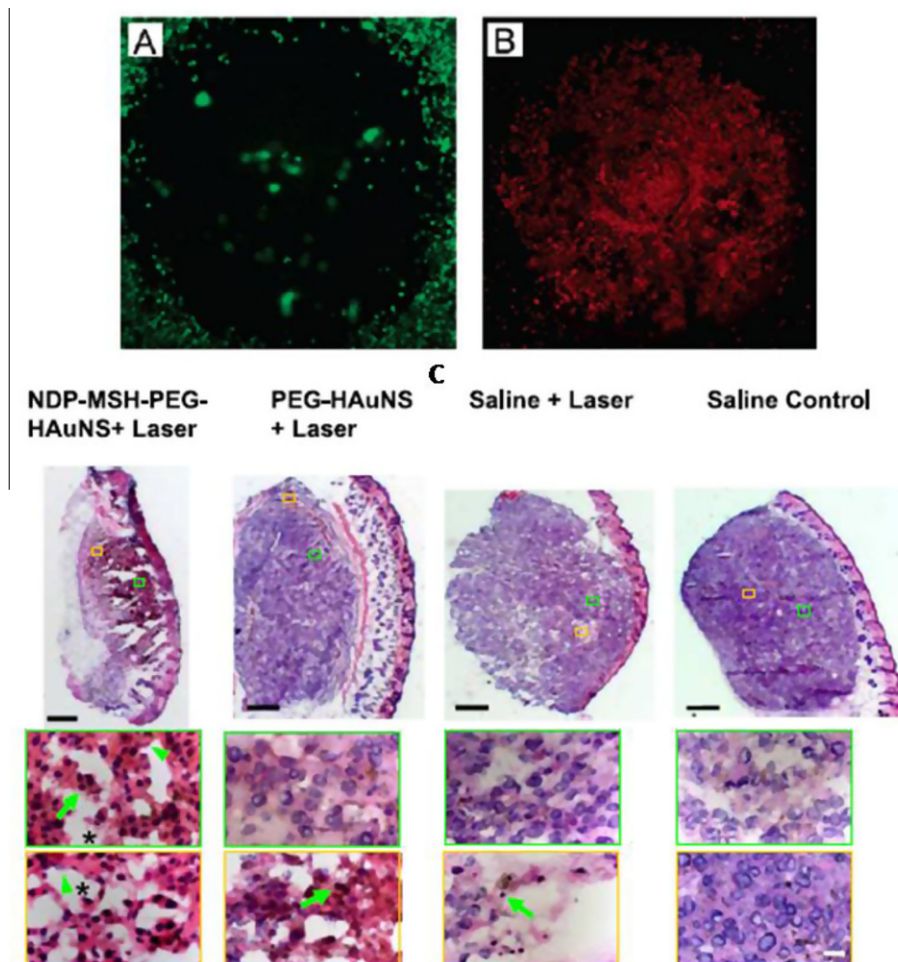 A
B
C
NDP-MSH-PEG-
HAuNS+ Laser
PEG-HAuNS
+ Laser
Saline + Laser
Saline Control
*
*